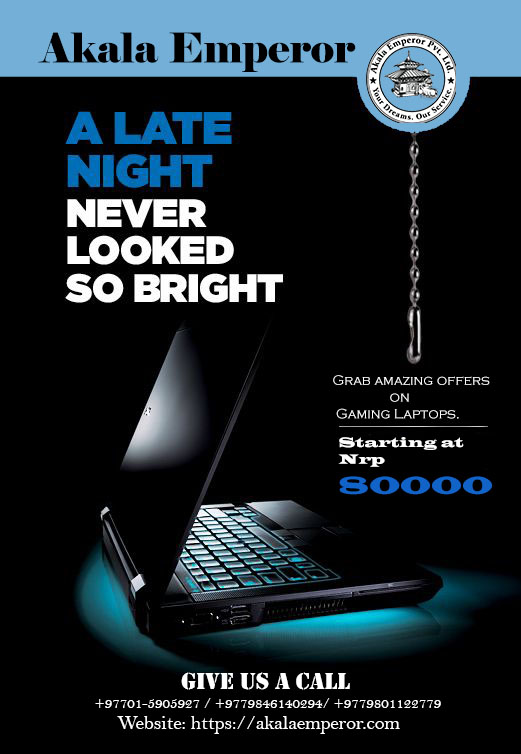 Akala Emperor
Akala Emperor Pvt. Ltd.
Your Dreams. Our Service.
A LATE
NIGHT
NEVER
LOOKED
SO BRIGHT
GRAB AMAZING OFFERS
ON
GAMING LAPTOPS.
Starting at
Nrp
80000
GIVE US A CALL
+97701-5905927 / +9779846140294/ +9779801122779
Website: https://akalaemperor.com